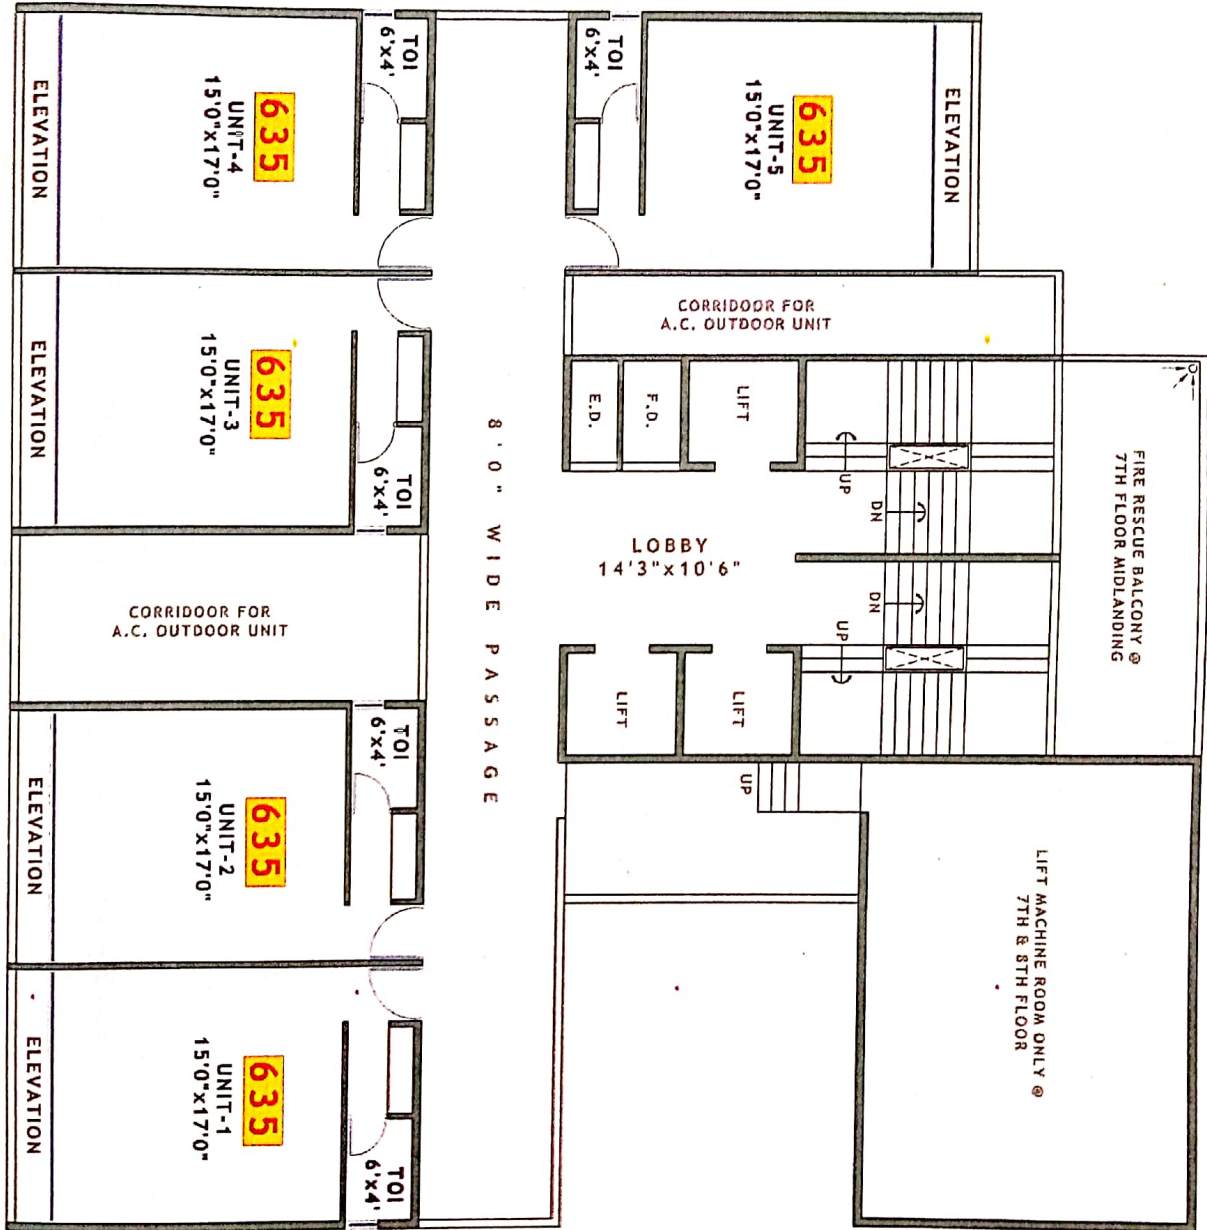 TOI
6'x4'
TOI
6'x4'
ELEVATION
635
UNIT-4
15'0"x17'0"
635
UNIT-5
15'0"x17'0"
ELEVATION
CORRIDOOR FOR
A.C. OUTDOOR UNIT
ELEVATION
635
UNIT-3
15'0"x17'0"
TOI
6'x4'
E.D.
F.D.
LIFT
UP
DN
FIRE RESCUE BALCONY @
7TH FLOOR MIDLANDING
8'0" WIDE PASSAGE
LOBBY
14'3"x10'6"
DN
UP
CORRIDOOR FOR
A.C. OUTDOOR UNIT
LIFT
LIFT
TOI
6'x4'
UP
ELEVATION
635
UNIT-2
15'0"x17'0"
LIFT MACHINE ROOM ONLY @
7TH & 8TH FLOOR
ELEVATION
635
UNIT-1
15'0"x17'0"
TOI
6'x4'